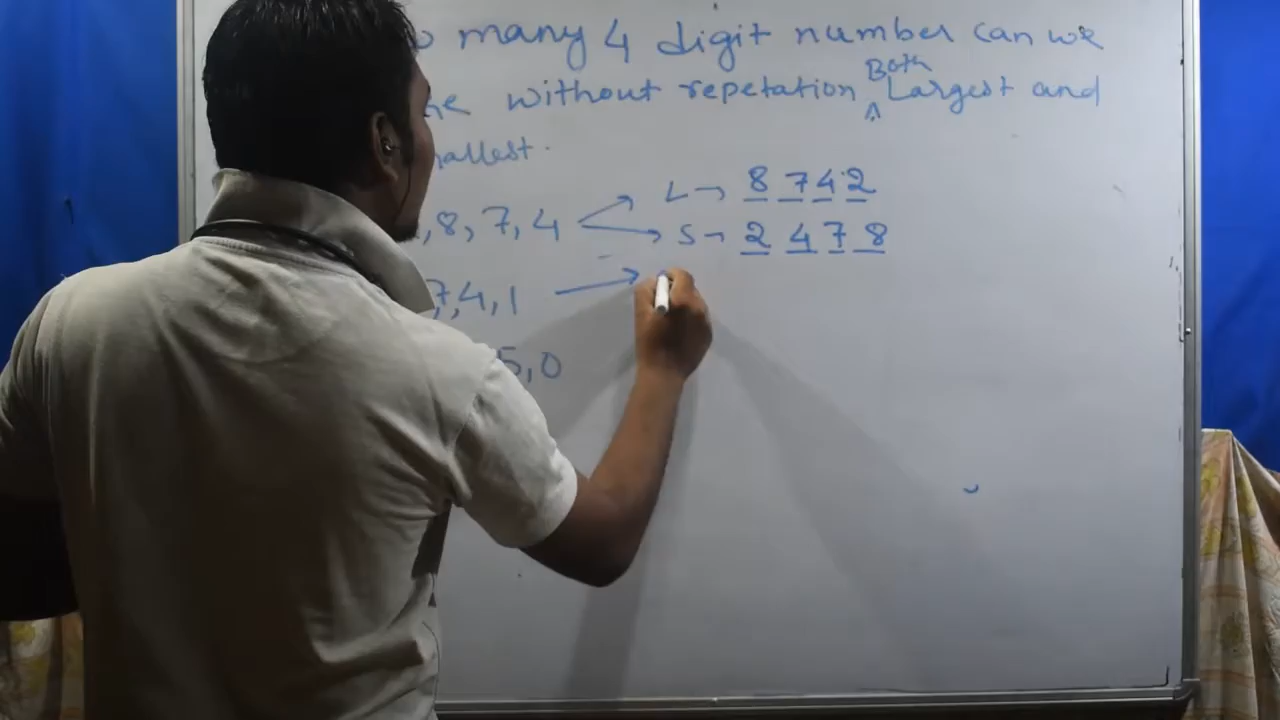 many 4 digit number can we
without repetation Both Largest and
allest.
,8,7,4 L → 8 7 4 2
S → 2 4 7 8
7,4,1
5,0